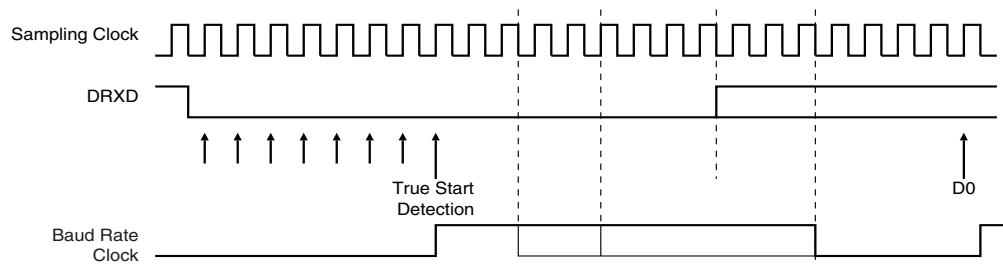 Sampling Clock
DRXD
True Start
Detection
D0
Baud Rate
Clock